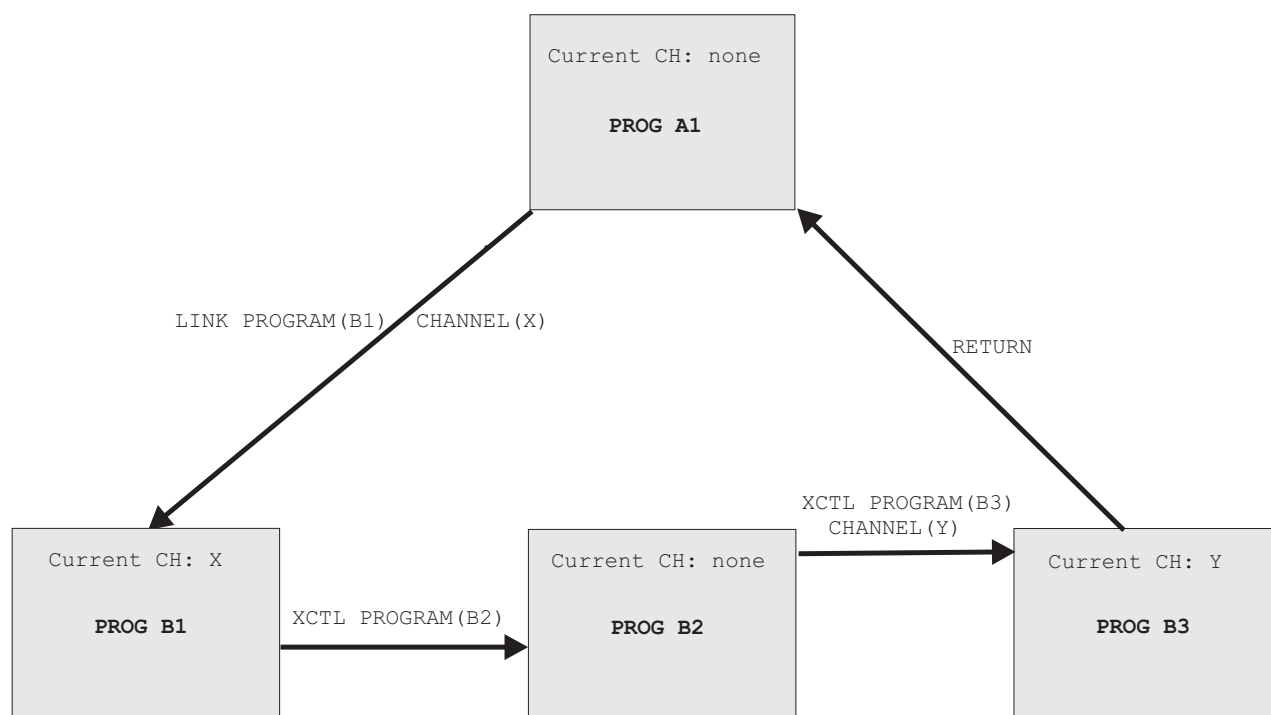 Current CH: none
PROG A1
LINK PROGRAM(B1) CHANNEL(X)
RETURN
XCTL PROGRAM(B3)
CHANNEL(Y)
Current CH: X
PROG B1
XCTL PROGRAM(B2)
Current CH: none
PROG B2
Current CH: Y
PROG B3